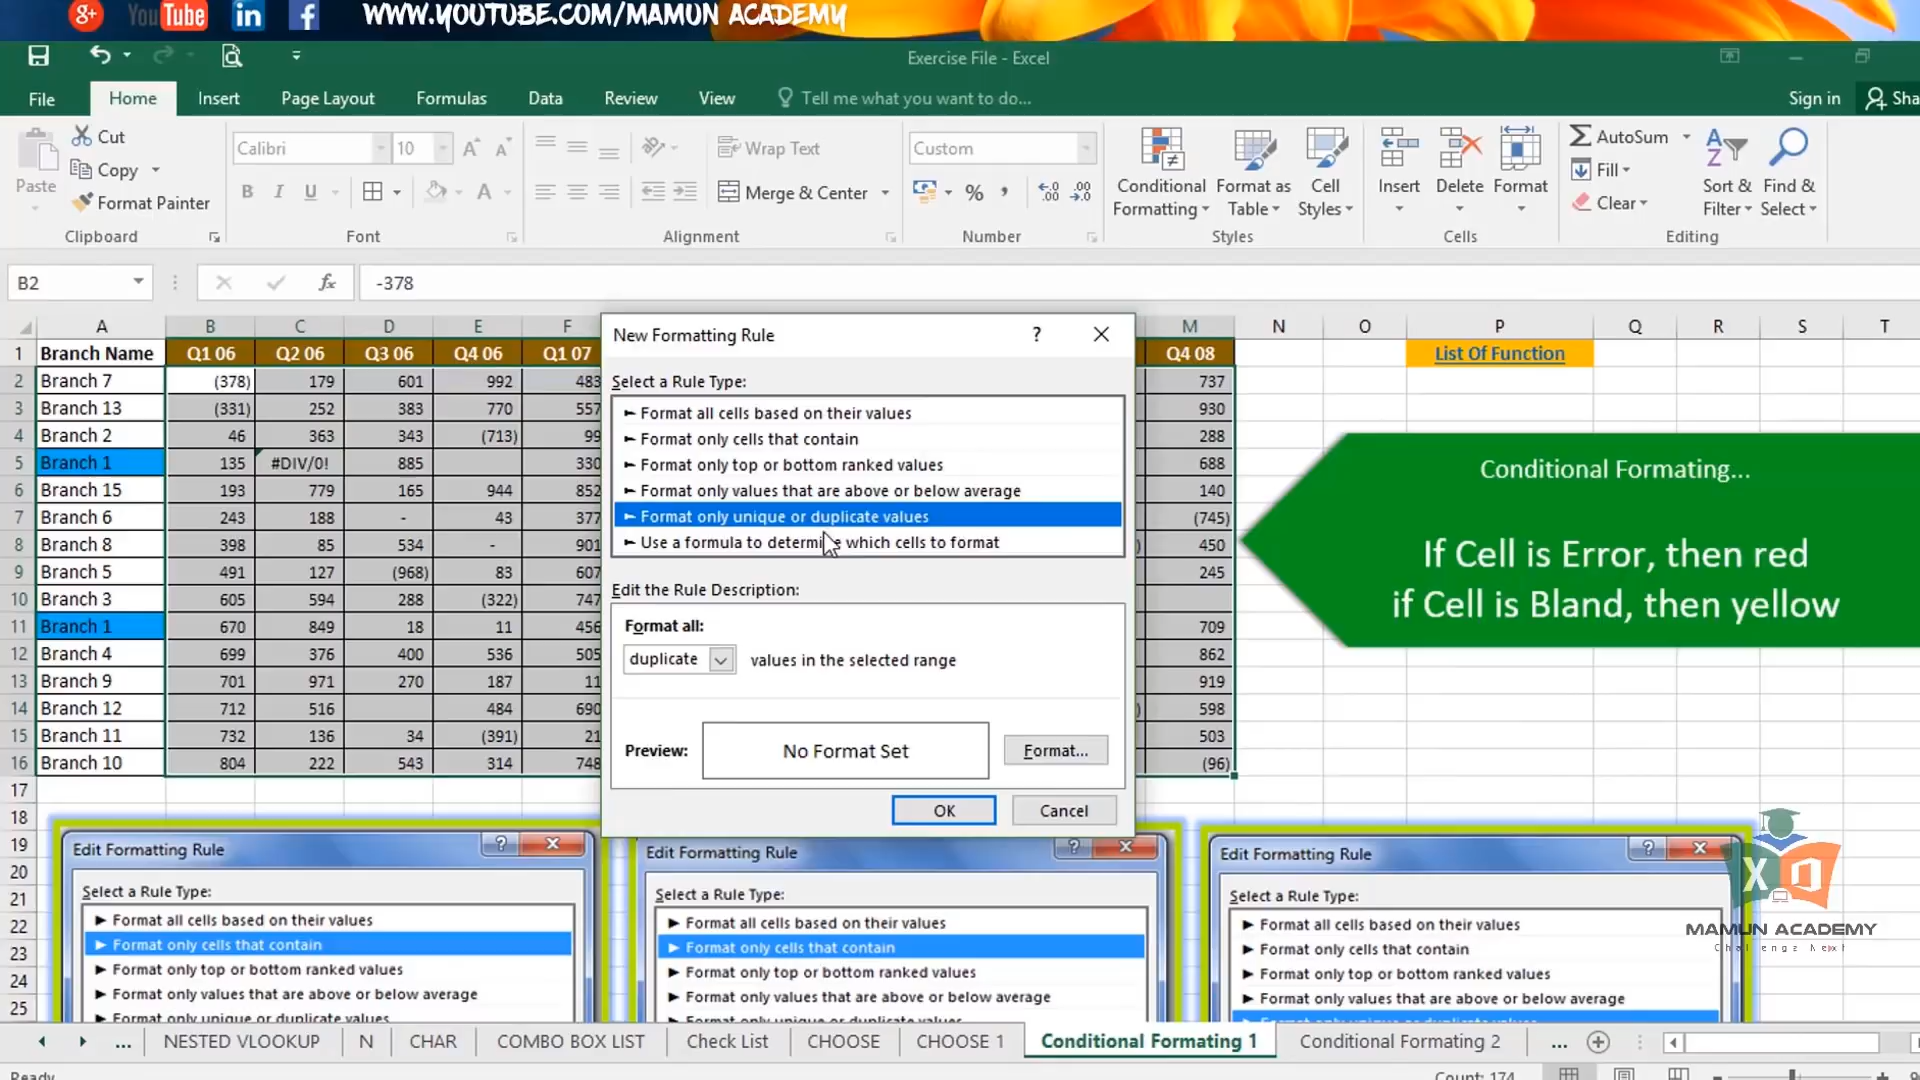 YouTube
WWW.YOUTUBE.COM/MAMUN ACADEMY
Exercise File - Excel
File Home Insert Page Layout Formulas Data Review View Tell me what you want to do... Sign in Sha
Paste Cut Copy Format Painter
Calibri 10
Wrap Text Merge & Center
Custom
Conditional Formatting Format as Table Cell Styles
Insert Delete Format
AutoSum Fill Clear Sort & Filter Find & Select
Clipboard Font Alignment Number Styles Cells Editing
B2 fx -378
A B C D E F M N O P Q R S T
1 Branch Name Q1 06 Q2 06 Q3 06 Q4 06 Q1 07 Q4 08 List Of Function
2 Branch 7 (378) 179 601 992 483 737
3 Branch 13 (331) 252 383 770 557 930
4 Branch 2 46 363 343 (713) 99 288
5 Branch 1 135 #DIV/0! 885 330 688
6 Branch 15 193 779 165 944 852 140
7 Branch 6 243 188 - 43 377 (745)
8 Branch 8 398 85 534 - 901 450
9 Branch 5 491 127 (968) 83 607 245
10 Branch 3 605 594 288 (322) 747
11 Branch 1 670 849 18 11 456 709
12 Branch 4 699 376 400 536 505 862
13 Branch 9 701 971 270 187 11 919
14 Branch 12 712 516 484 690 598
15 Branch 11 732 136 34 (391) 21 503
16 Branch 10 804 222 543 314 748 (96)
17
18
19
20
21
22
23
24
25
New Formatting Rule ?
Select a Rule Type:
Format all cells based on their values
Format only cells that contain
Format only top or bottom ranked values
Format only values that are above or below average
Format only unique or duplicate values
Use a formula to determine which cells to format
Edit the Rule Description:
Format all:
duplicate values in the selected range
Preview: No Format Set Format...
OK Cancel
Conditional Formating...
If Cell is Error, then red
if Cell is Bland, then yellow
Edit Formatting Rule ?
Select a Rule Type:
Format all cells based on their values
Format only cells that contain
Format only top or bottom ranked values
Format only values that are above or below average
Format only unique or duplicate values
Edit Formatting Rule ?
Select a Rule Type:
Format all cells based on their values
Format only cells that contain
Format only top or bottom ranked values
Format only values that are above or below average
Format only unique or duplicate values
Edit Formatting Rule ?
Select a Rule Type:
Format all cells based on their values
Format only cells that contain
Format only top or bottom ranked values
Format only values that are above or below average
MAMUN ACADEMY
Challenge Next
... NESTED VLOOKUP N CHAR COMBO BOX LIST Check List CHOOSE CHOOSE 1 Conditional Formating 1 Conditional Formating 2 ...
Ready Count: 174